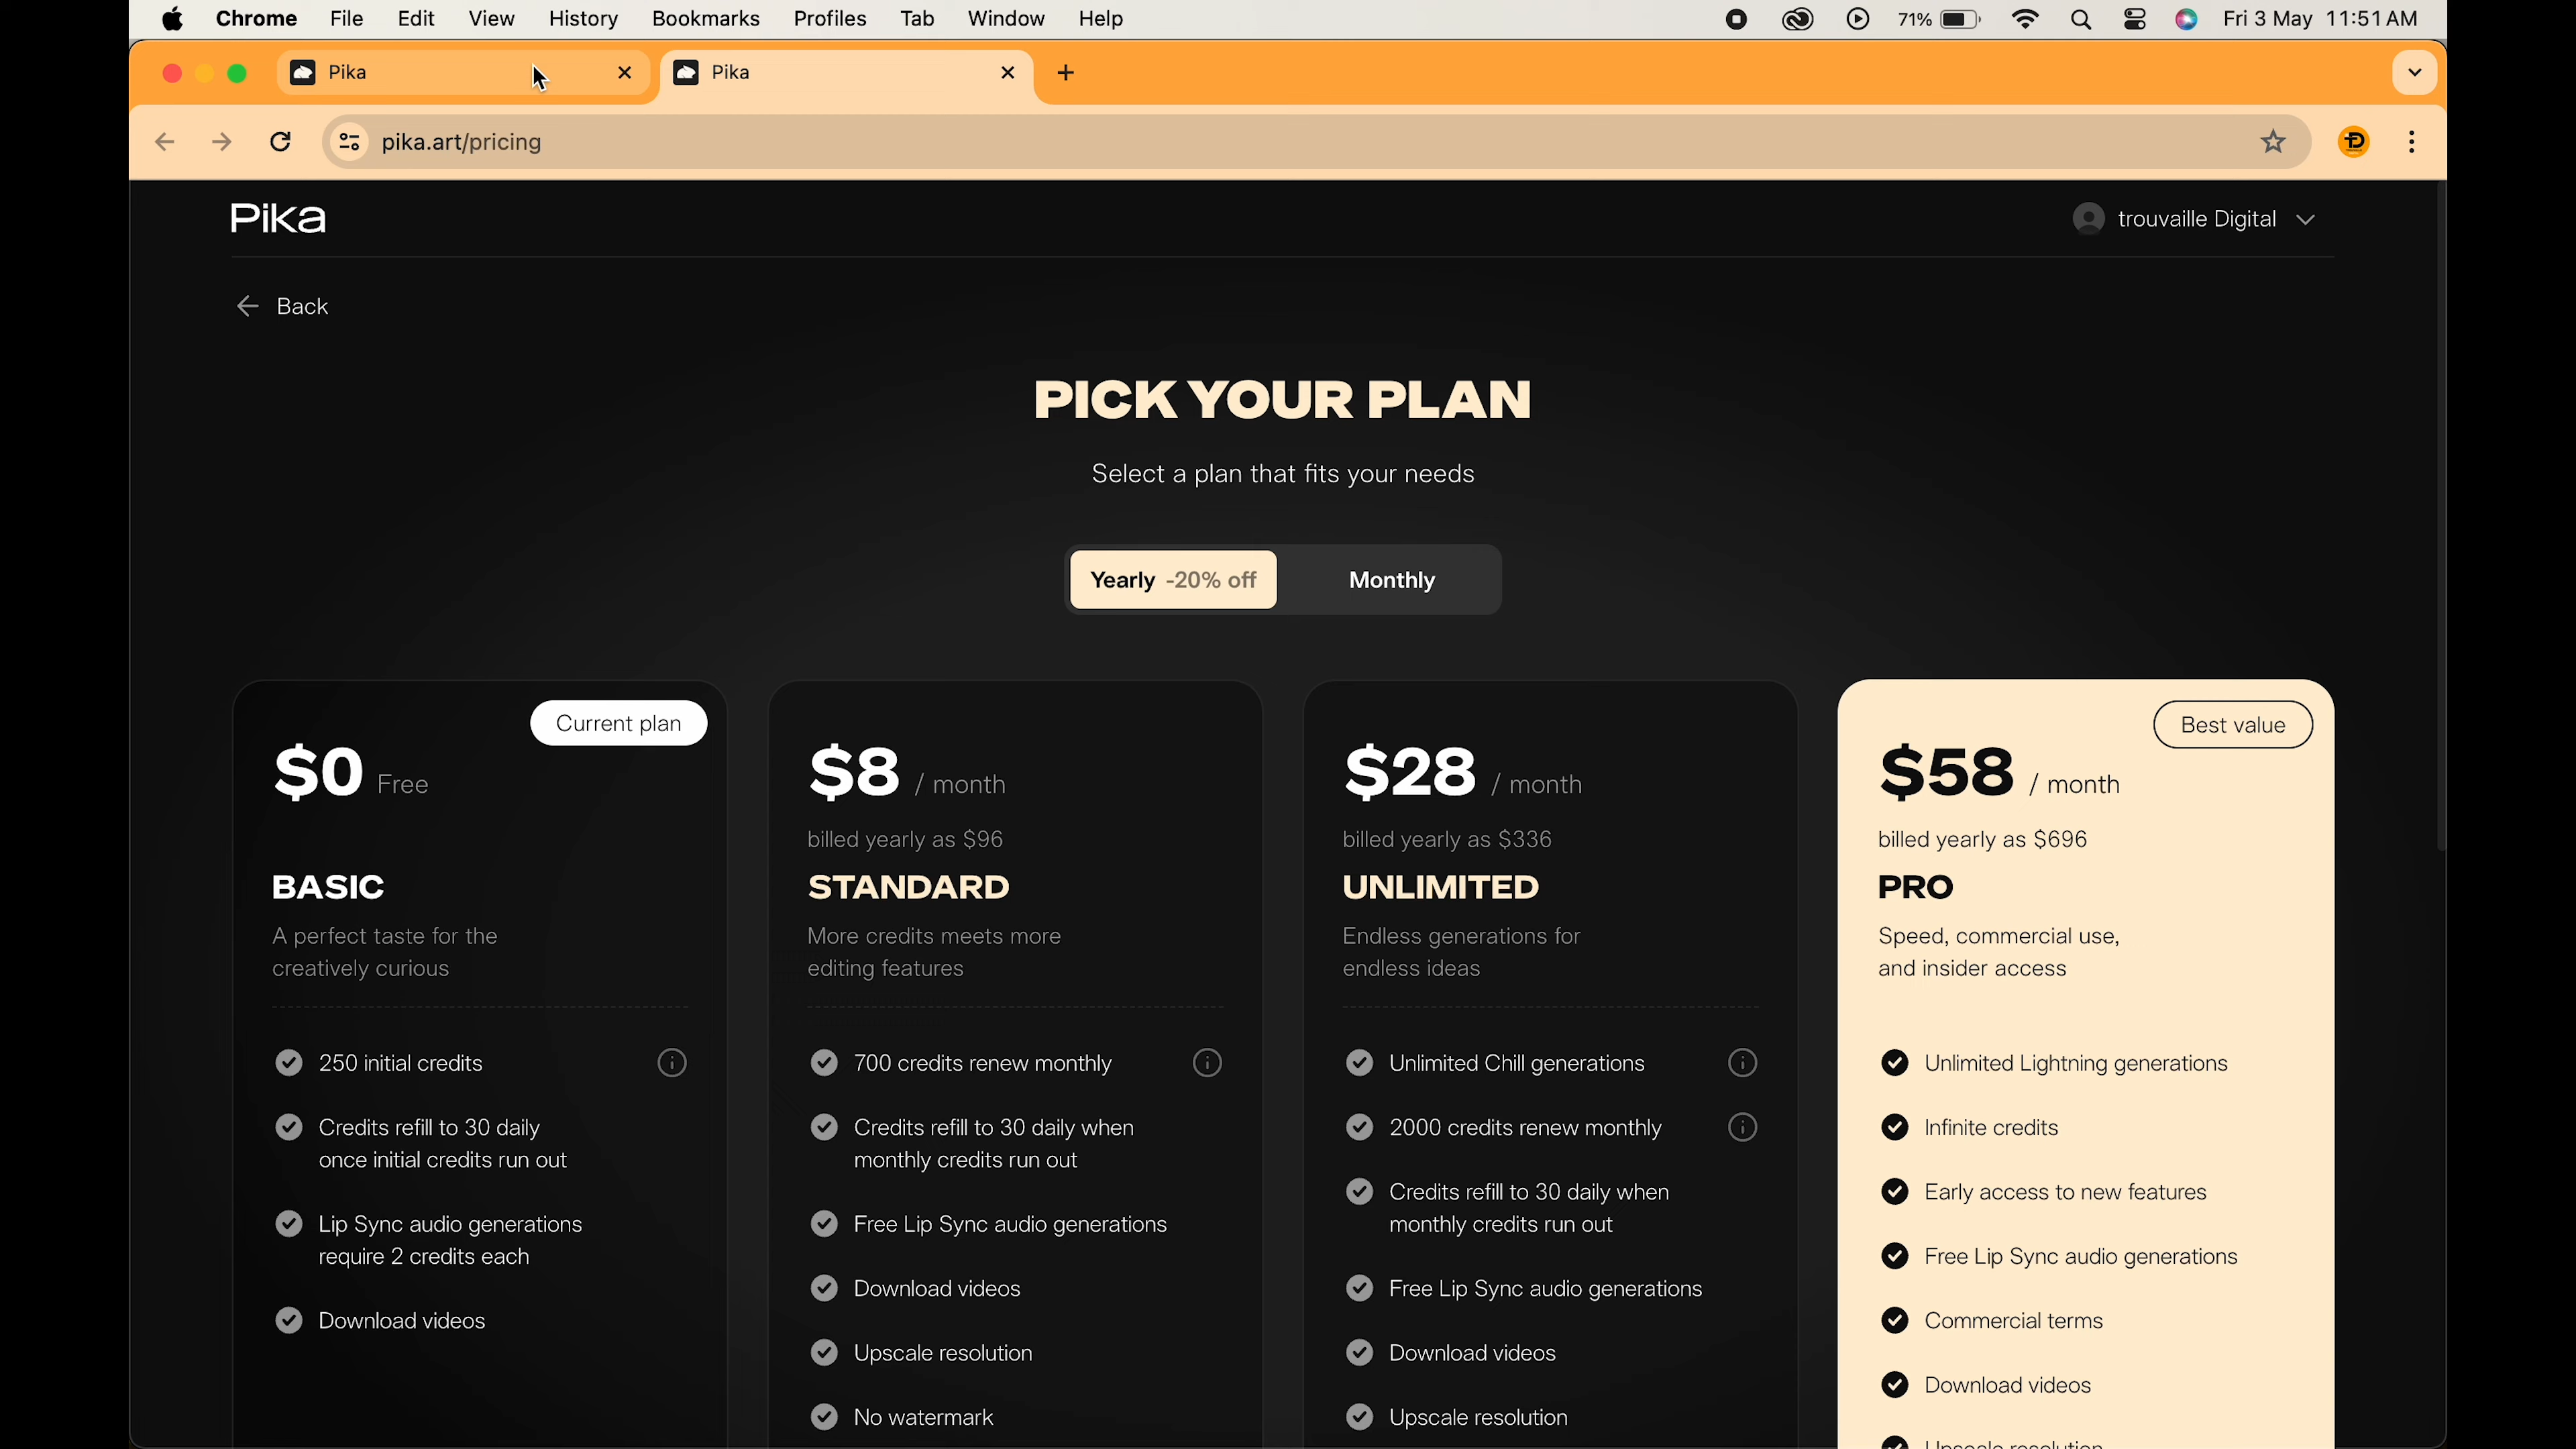 Chrome File Edit View History Bookmarks Profiles Tab Window Help 71% Fri 3 May 11:51 AM
Pika Pika
pika.art/pricing
Pika trouvaille Digital
Back
PICK YOUR PLAN
Select a plan that fits your needs
Yearly -20% off Monthly
Current plan
$0 Free
BASIC
A perfect taste for the
creatively curious
250 initial credits
Credits refill to 30 daily
once initial credits run out
Lip Sync audio generations
require 2 credits each
Download videos
$8 / month
billed yearly as $96
STANDARD
More credits meets more
editing features
700 credits renew monthly
Credits refill to 30 daily when
monthly credits run out
Free Lip Sync audio generations
Download videos
Upscale resolution
No watermark
$28 / month
billed yearly as $336
UNLIMITED
Endless generations for
endless ideas
Unlimited Chill generations
2000 credits renew monthly
Credits refill to 30 daily when
monthly credits run out
Free Lip Sync audio generations
Download videos
Upscale resolution
Best value
$58 / month
billed yearly as $696
PRO
Speed, commercial use,
and insider access
Unlimited Lightning generations
Infinite credits
Early access to new features
Free Lip Sync audio generations
Commercial terms
Download videos
Upscale resolution